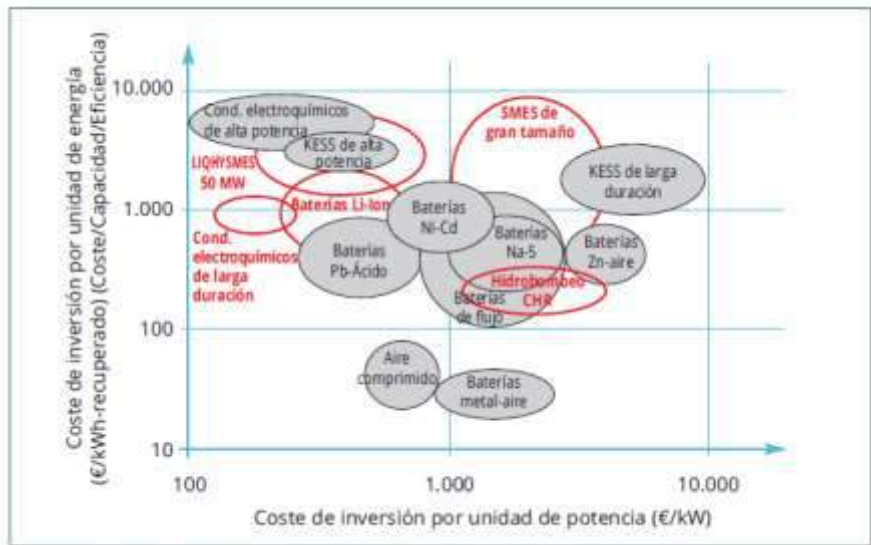 Coste de inversión por unidad de energía
(€/kWh-recuperado) (Coste/Capacidad/Eficiencia)
10.000
1.000
100
10
Cond. electroquímicos
de alta potencia
KESS de alta
potencia
LIQHYSMES
50 MW
Baterías Li-Ion
Cond.
electroquímicos
de larga
duración
Baterías
Pb-Ácido
Baterías
Ni-Cd
SMES de
gran tamaño
KESS de larga
duración
Baterías
Na-S
Baterías
Zn-aire
Hidrobombeo
CHR
Baterías
de flujo
Aire
comprimido
Baterías
metal-aire
100
1.000
10.000
Coste de inversión por unidad de potencia (€/kW)